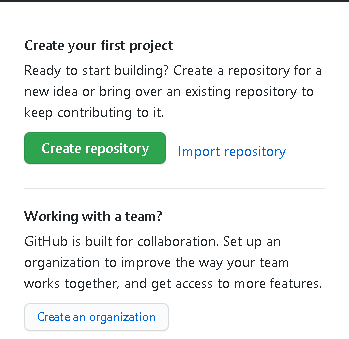 Create your first project
Ready to start building? Create a repository for a
new idea or bring over an existing repository to
keep contributing to it.
Create repository
Import repository
Working with a team?
GitHub is built for collaboration. Set up an
organization to improve the way your team
works together, and get access to more features.
Create an organization